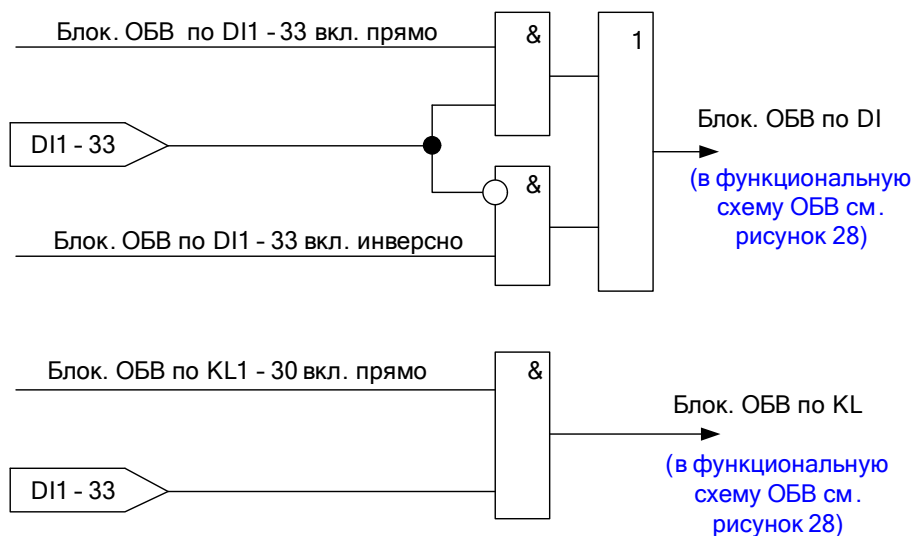 Блок. ОБВ по DI1 - 33 вкл. прямо
&
1
DI1 - 33
Блок. ОБВ по DI
(в функциональную
схему ОБВ см.
рисунок 28)
&
Блок. ОБВ по DI1 - 33 вкл. инверсно
Блок. ОБВ по KL1 - 30 вкл. прямо
&
Блок. ОБВ по KL
DI1 - 33
(в функциональную
схему ОБВ см.
рисунок 28)